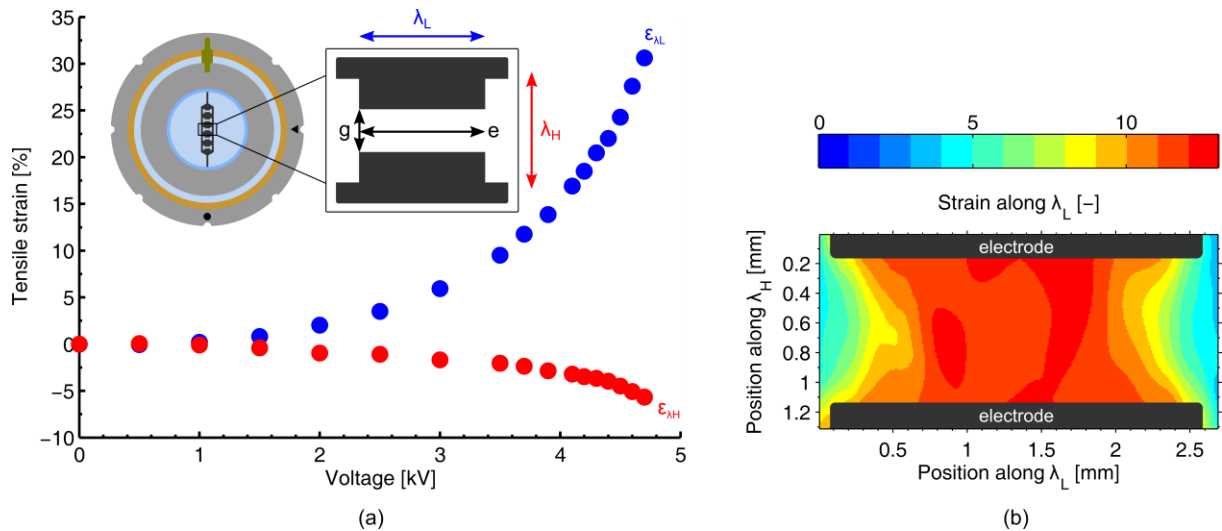 35
30
25
20
15
10
5
0
−5
−10
Tensile strain [%]
0
1
2
3
4
5
Voltage [kV]
λL
ελL
g
e
λH
ελH
(a)
0
5
10
Strain along λL [-]
electrode
0.2
0.4
0.6
0.8
1
1.2
Position along λH [mm]
electrode
0.5
1
1.5
2
2.5
Position along λL [mm]
(b)